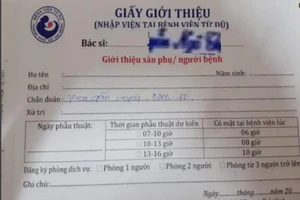 GIẤY GIỚI THIỆU
(NHẬP VIỆN TẠI BỆNH VIỆN TỪ DŨ)
Bác sĩ:
Giới thiệu sản phụ/ người bệnh
Họ tên Năm sinh:
Địa chỉ
Chẩn đoán:
Xử trí
Ngày phẫu thuật: Thời gian phẫu thuật dự kiến Có mặt tại bệnh viện lúc
07-10 giờ 06 giờ
10-13 giờ 08 giờ
13-16 giờ 10 giờ
Đăng ký phòng dịch vụ: Phòng 1 người Phòng 2 người Phòng từ 3 người trở lên
Ghi chú:
Ngày tháng năm 20